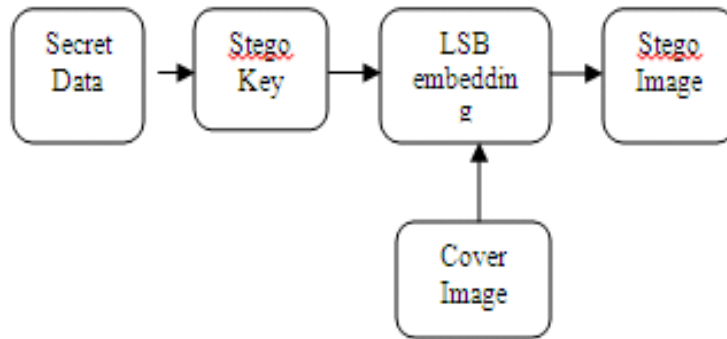 Secret
Data
Stego
Key
LSB
embeddin
g
Stego
Image
Cover
Image